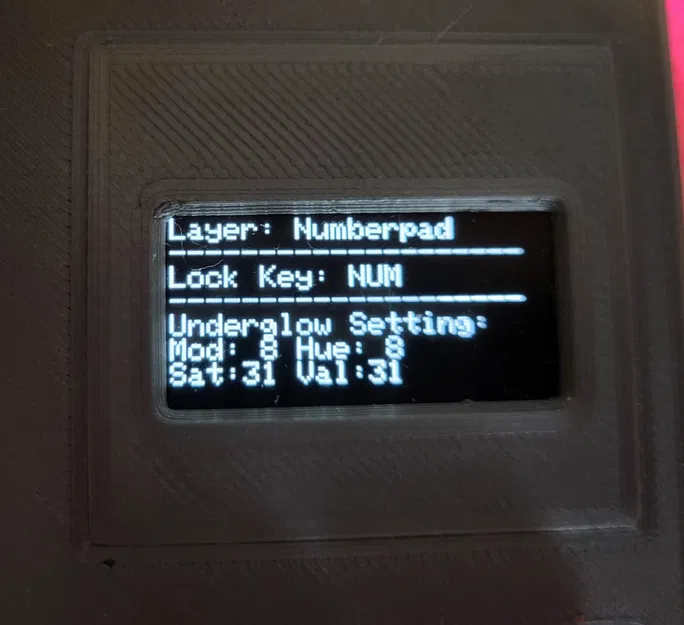 Layer: Numberpad
Lock Key: NUM
Underglow Setting:
Mod: 8 Hue: 8
Sat:31 Val:31